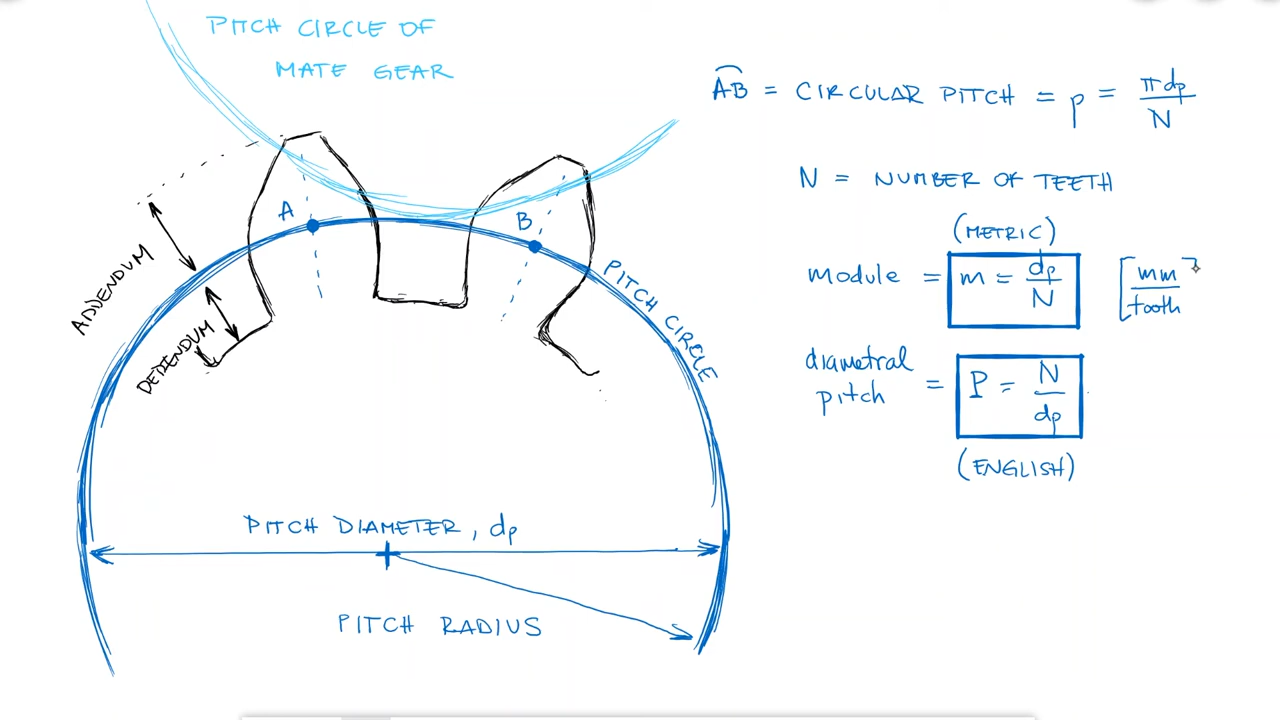 PITCH CIRCLE OF
MATE GEAR
AB = CIRCULAR PITCH = p = πdp / N
N = NUMBER OF TEETH
(METRIC)
module = m = dp / N [mm / tooth]
diametral pitch = P = N / dp
(ENGLISH)
A
B
ADDENDUM
DEDENDUM
PITCH CIRCLE
PITCH DIAMETER, dp
PITCH RADIUS